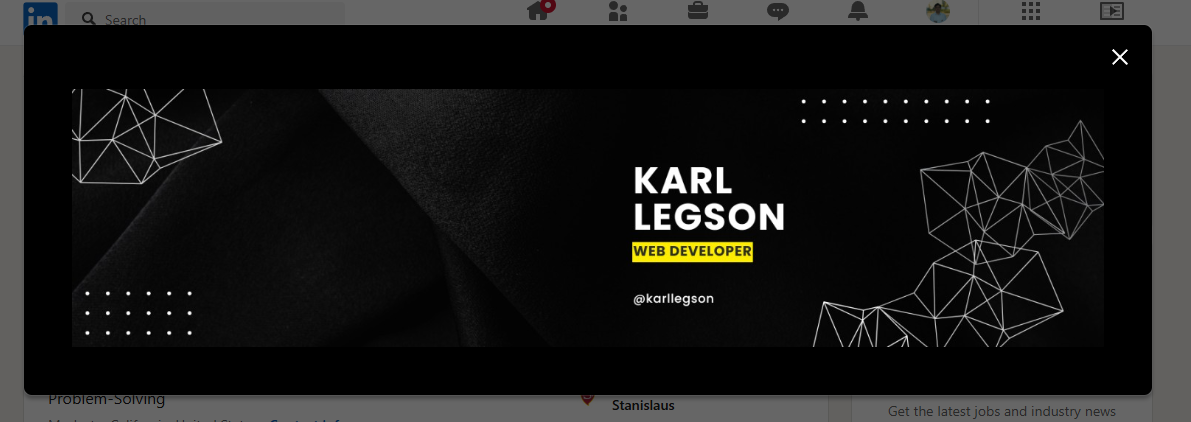 in
Search
KARL
LEGSON
WEB DEVELOPER
@karllegson
Problem-Solving
Stanislaus
Get the latest jobs and industry news